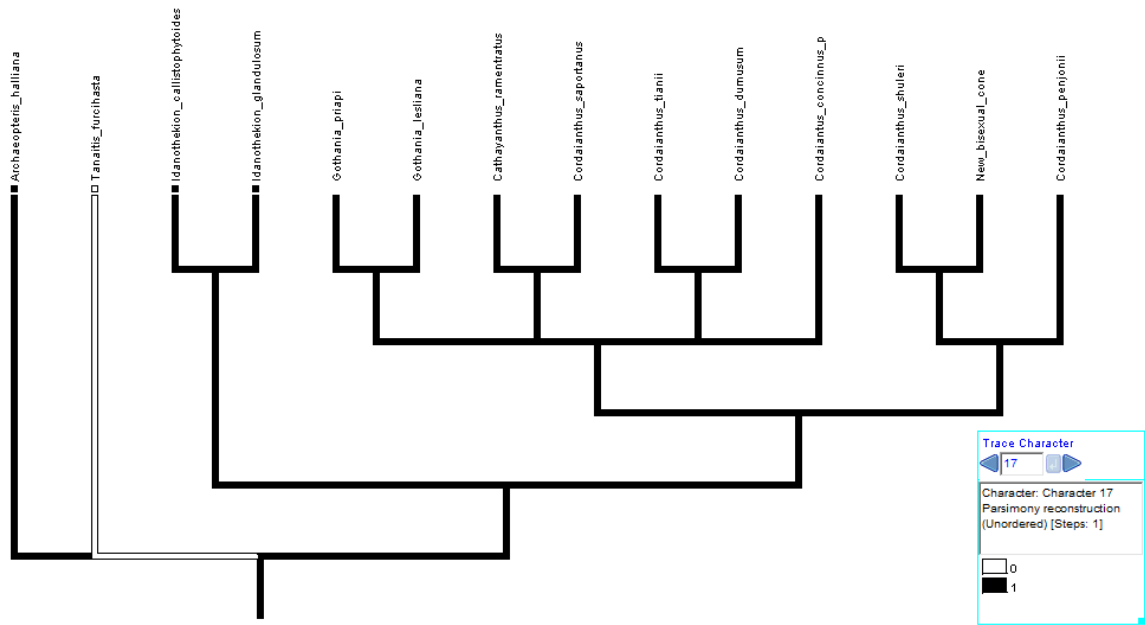 Archaeopteris_halliana
Tanaitis_furcihasta
Idanothekion_callistophytoides
Idanothekion_glandulosum
Gothania_priapi
Gothania_lesliana
Cathayanthus_ramentratus
Cordaianthus_saportanus
Cordaianthus_tianii
Cordaianthus_dumusum
Cordaiantus_concinnus_p
Cordaianthus_shuleri
New_bisexual_cone
Cordaianthus_penjonii
Trace Character
17
Character: Character 17
Parsimony reconstruction
(Unordered) [Steps: 1]
0
1